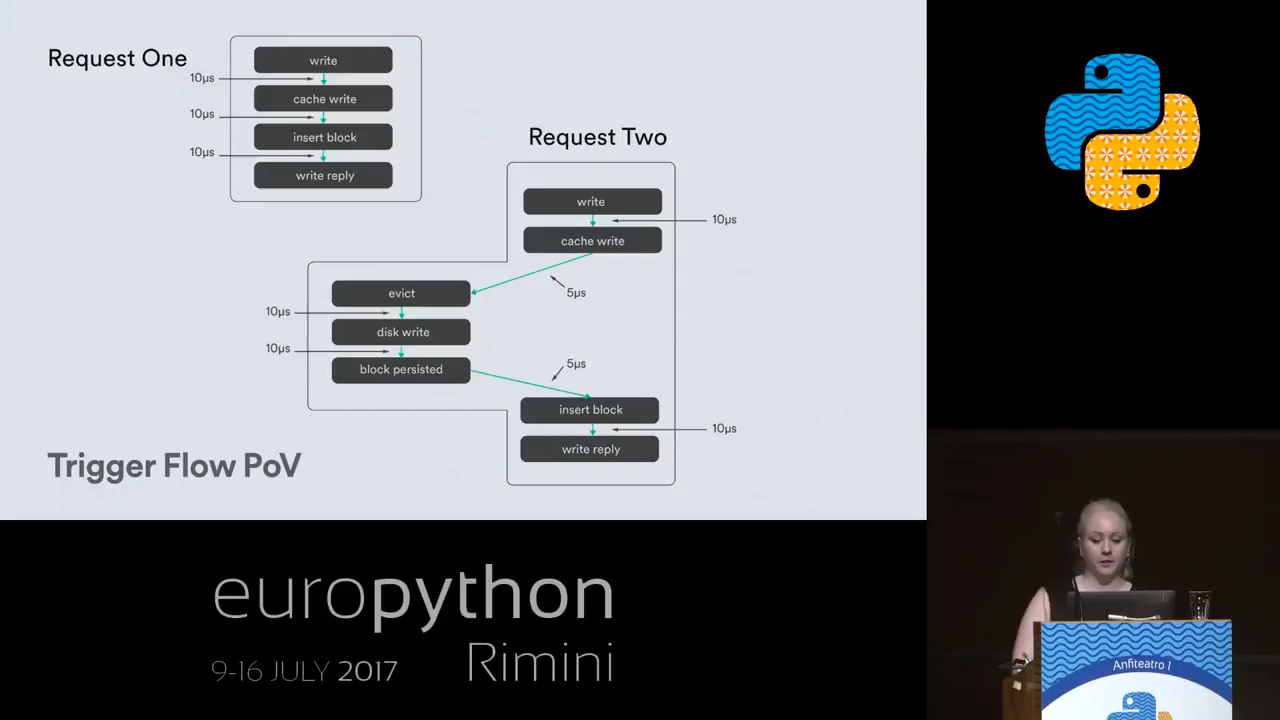 Request One
write
10µs
cache write
10µs
insert block
10µs
write reply
Request Two
write
10µs
cache write
5µs
evict
10µs
disk write
10µs
block persisted
5µs
insert block
10µs
write reply
Trigger Flow PoV
europython
9-16 JULY 2017
Rimini
Anfiteatro 1